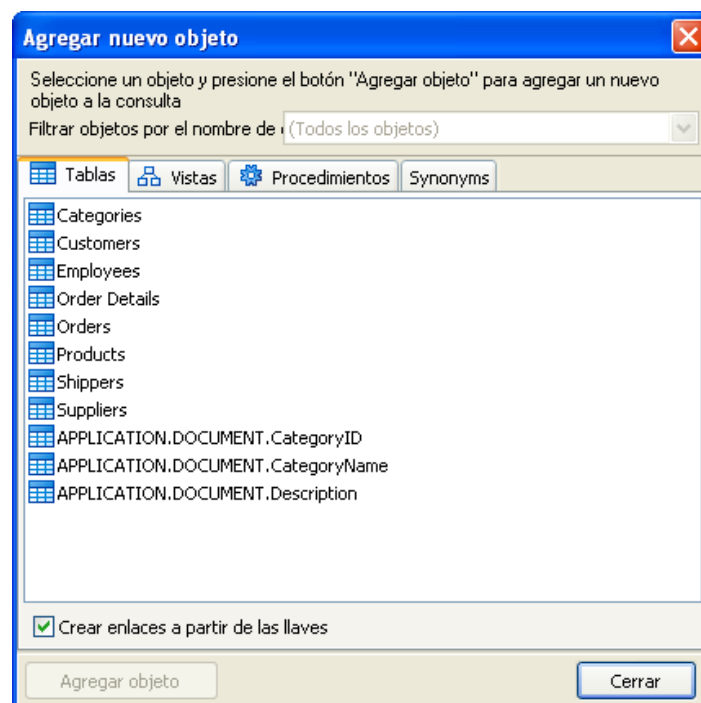 Agregar nuevo objeto
Seleccione un objeto y presione el botón "Agregar objeto" para agregar un nuevo
objeto a la consulta
Filtrar objetos por el nombre de (Todos los objetos)
Tablas Vistas Procedimientos Synonyms
Categories
Customers
Employees
Order Details
Orders
Products
Shippers
Suppliers
APPLICATION.DOCUMENT.CategoryID
APPLICATION.DOCUMENT.CategoryName
APPLICATION.DOCUMENT.Description
Crear enlaces a partir de las llaves
Agregar objeto Cerrar